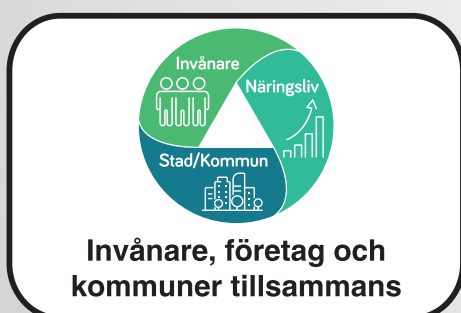 Invånare
Näringsliv
Stad/Kommun
Invånare, företag och
kommuner tillsammans